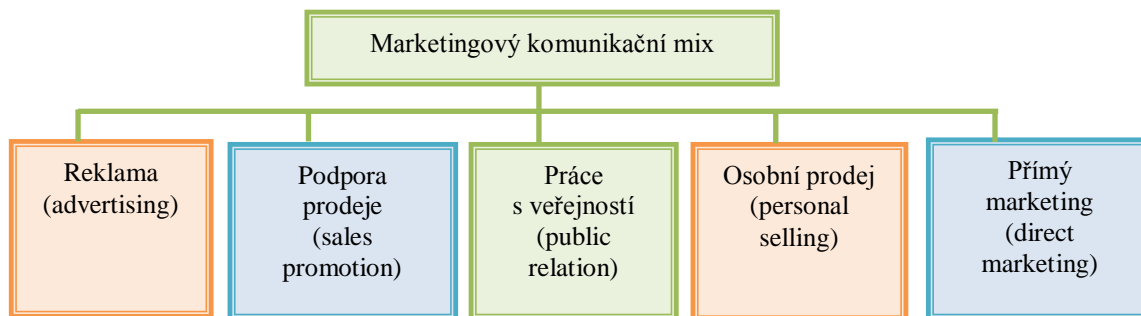 Marketingový komunikační mix
Reklama
(advertising)
Podpora
prodeje
(sales
promotion)
Práce
s veřejností
(public
relation)
Osobní prodej
(personal
selling)
Přímý
marketing
(direct
marketing)